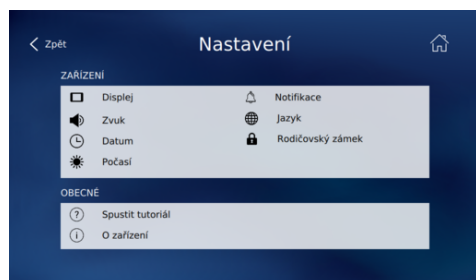 Zpět
Nastavení
ZAŘÍZENÍ
Displej
Zvuk
Datum
Počasí
Notifikace
Jazyk
Rodičovský zámek
OBECNÉ
Spustit tutoriál
O zařízení